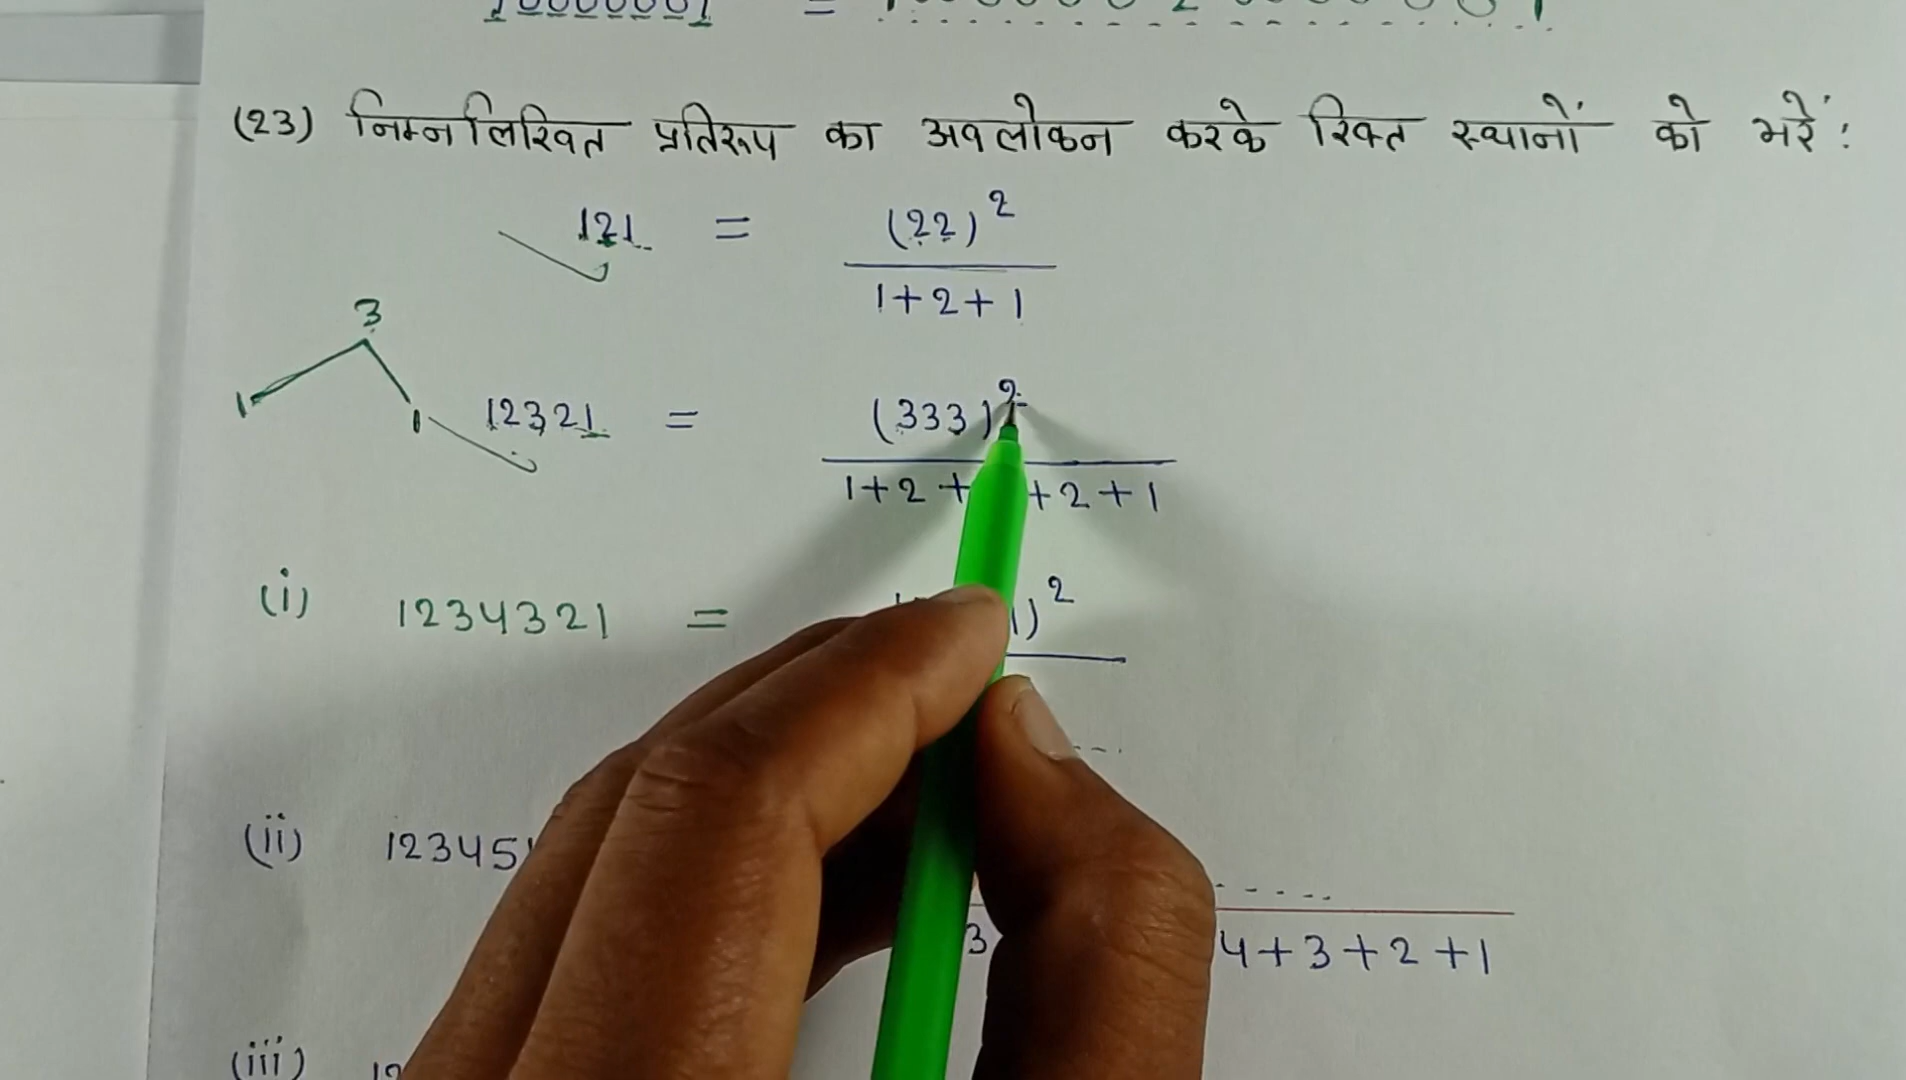 (23) निम्नलिखित प्रतिरूप का अवलोकन करके रिक्त स्थानों को भरें :
121 = (22)²
1+2+1
3
1 1
12321 = (333)²
1+2+ +2+1
(i) 1234321 = )²
(ii) 12345
3 4+3+2+1
(iii) 12